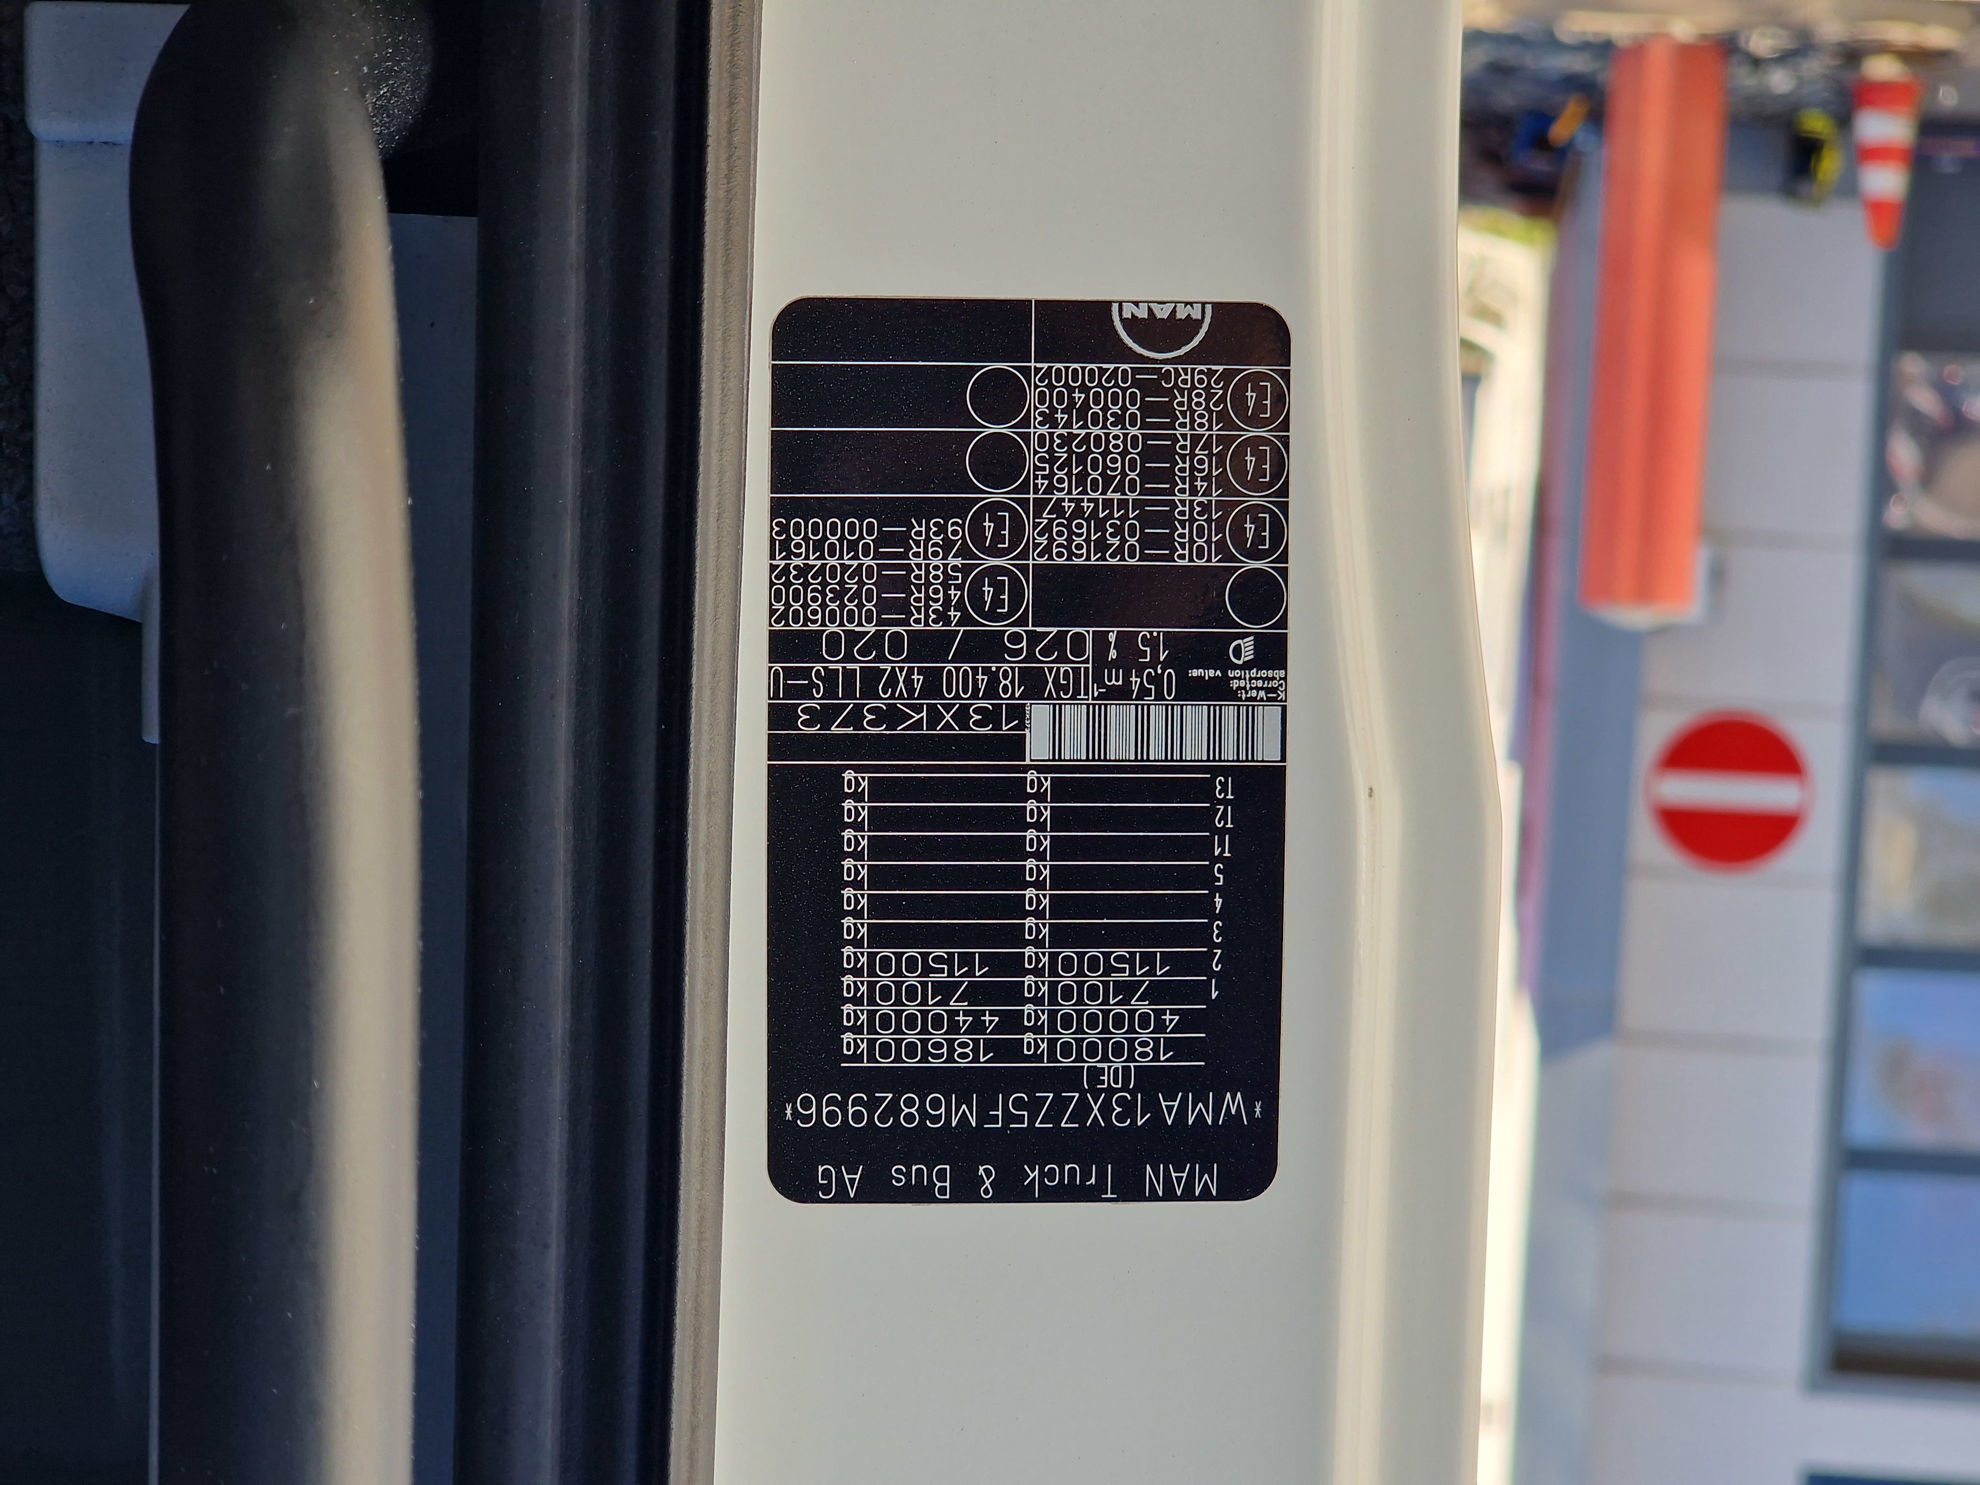 MAN Truck & Bus AG
*WMA13XZZ5FM682996*
(DE)
18000 kg 18600 kg
40000 kg 44000 kg
1 7100 kg 7100 kg
2 11500 kg 11500 kg
3 kg kg
4 kg kg
5 kg kg
T1 kg kg
T2 kg kg
T3 kg kg
13XK373
K-Wert:
Corrected
absorption value:
0,54 m⁻¹ TGX 18.400 4X2 LLS-U
1.5 % 026 / 020
E4 43R-000602
46R-023900
58R-020232
E4 10R-021692
10R-031692
13R-111447
E4 79R-010161
93R-000003
E4 14R-070164
16R-060125
17R-080230
E4 18R-030143
28R-000400
29RC-020002
MAN